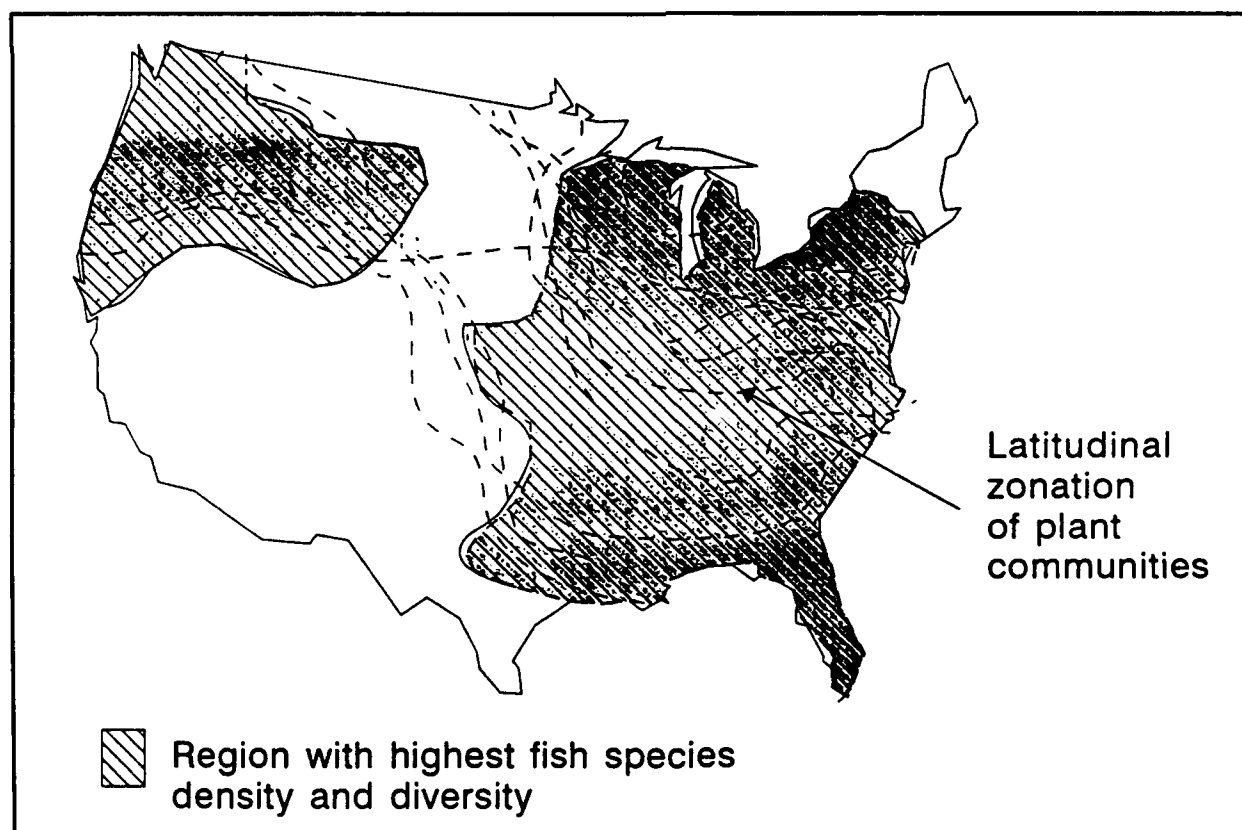 Latitudinal
zonation
of plant
communities
Region with highest fish species
density and diversity